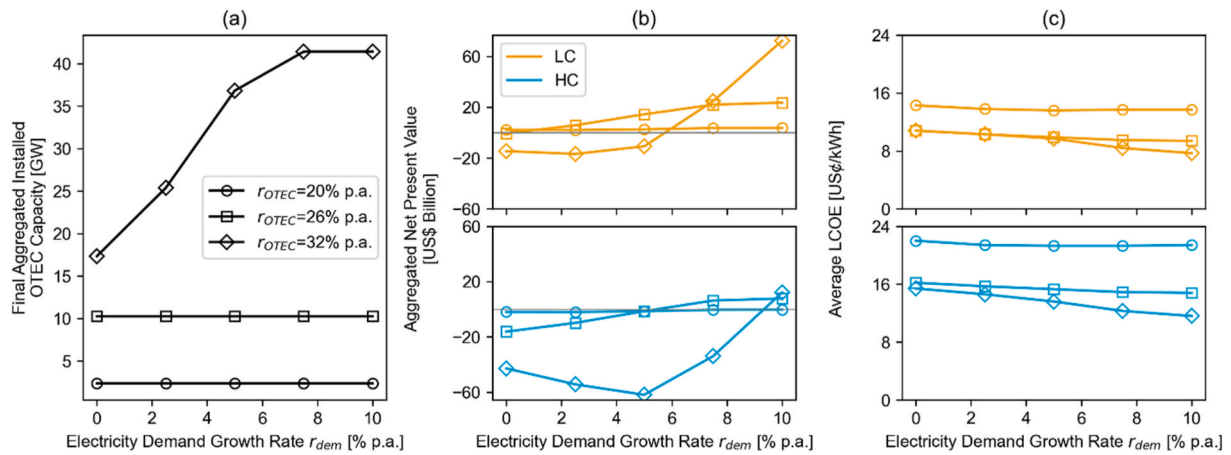 (a)
Final Aggregated Installed
OTEC Capacity [GW]
40
35
30
25
20
15
10
5
r_OTEC=20% p.a.
r_OTEC=26% p.a.
r_OTEC=32% p.a.
0 2 4 6 8 10
Electricity Demand Growth Rate r_dem [% p.a.]
(b)
Aggregated Net Present Value
[US$ Billion]
60
20
−20
−60
LC
HC
60
20
−20
−60
0 2 4 6 8 10
Electricity Demand Growth Rate r_dem [% p.a.]
(c)
Average LCOE [US¢/kWh]
24
16
8
0
24
16
8
0
0 2 4 6 8 10
Electricity Demand Growth Rate r_dem [% p.a.]